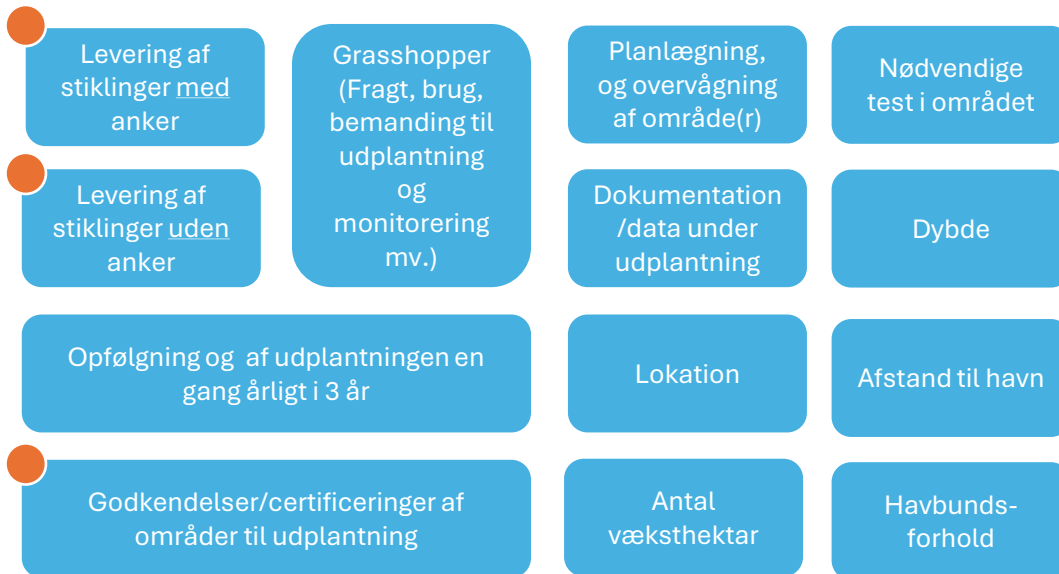 Levering af
stiklinger med
anker
Grasshopper
(Fragt, brug,
bemanding til
udplantning
og
monitorering
mv.)
Planlægning,
og overvågning
af område(r)
Nødvendige
test i området
Levering af
stiklinger uden
anker
Dokumentation
/data under
udplantning
Dybde
Opfølgning og af udplantningen en
gang årligt i 3 år
Lokation
Afstand til havn
Godkendelser/certificeringer af
områder til udplantning
Antal
væksthektar
Havbunds-
forhold